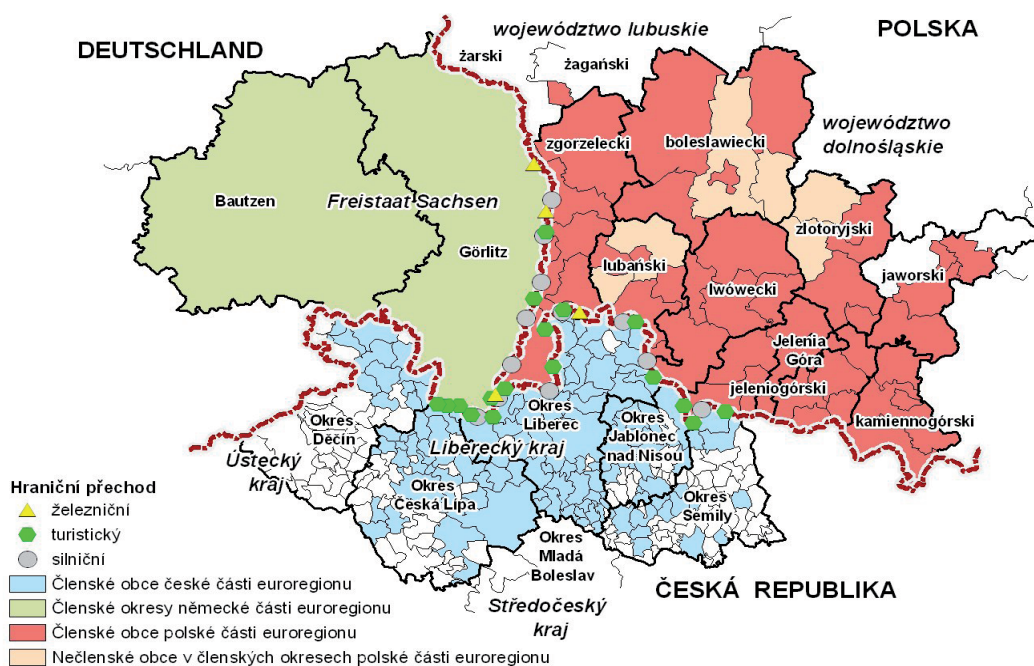 DEUTSCHLAND
województwo lubuskie
POLSKA
żarski
żagański
zgorzelecki
boleslawiecki
województwo
dolnośląskie
Bautzen
Freistaat Sachsen
Görlitz
zlotoryjski
lubański
lwówecki
jaworski
Jelenia
Góra
jeleniogórski
kamiennogórski
Okres
Děčín
Okres
Liberec
Okres
Jablonec
nad Nisou
Ústecký
kraj
Liberecký kraj
Okres
Česká Lípa
Okres
Semily
Okres
Mladá
Boleslav
Středočeský
kraj
ČESKÁ REPUBLIKA
Hraniční přechod
železniční
turistický
silniční
Členské obce české části euroregionu
Členské okresy německé části euroregionu
Členské obce polské části euroregionu
Nečlenské obce v členských okresech polské části euroregionu